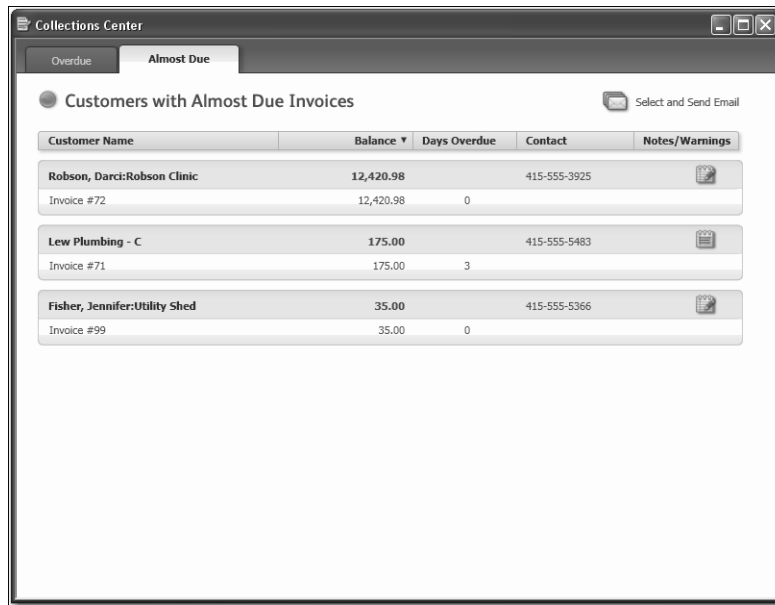 Collections Center
Overdue Almost Due
Customers with Almost Due Invoices Select and Send Email
Customer Name Balance ▼ Days Overdue Contact Notes/Warnings
Robson, Darci:Robson Clinic 12,420.98 415-555-3925
Invoice #72 12,420.98 0
Lew Plumbing - C 175.00 415-555-5483
Invoice #71 175.00 3
Fisher, Jennifer:Utility Shed 35.00 415-555-5366
Invoice #99 35.00 0